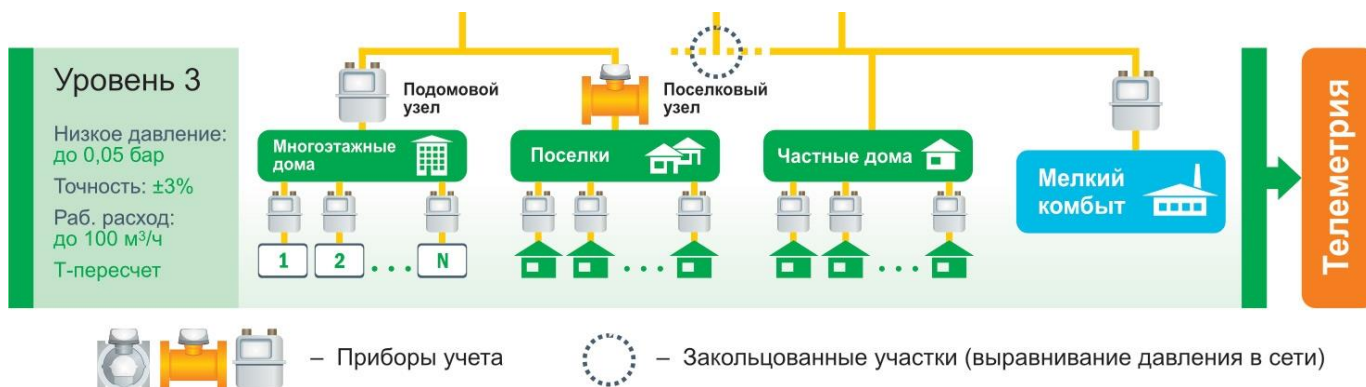 Уровень 3
Низкое давление:
до 0,05 бар
Точность: ±3%
Раб. расход:
до 100 м³/ч
Т-пересчет
Подомовой
узел
Поселковый
узел
Многоэтажные
дома
Поселки
Частные дома
Мелкий
комбыт
1 2 ... N
Телеметрия
– Приборы учета
– Закольцованные участки (выравнивание давления в сети)